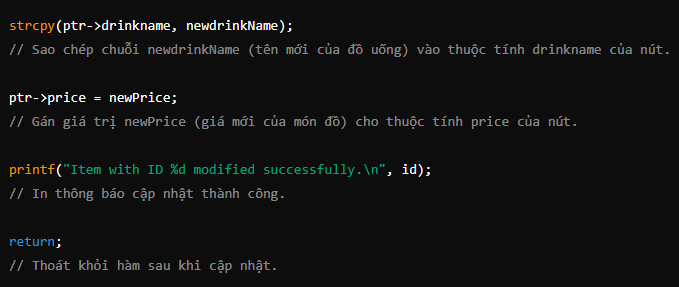 strcpy(ptr->drinkname, newdrinkName);
// Sao chép chuỗi newdrinkName (tên mới của đồ uống) vào thuộc tính drinkname của nút.
ptr->price = newPrice;
// Gán giá trị newPrice (giá mới của món đồ) cho thuộc tính price của nút.
printf("Item with ID %d modified successfully.\n", id);
// In thông báo cập nhật thành công.
return;
// Thoát khỏi hàm sau khi cập nhật.